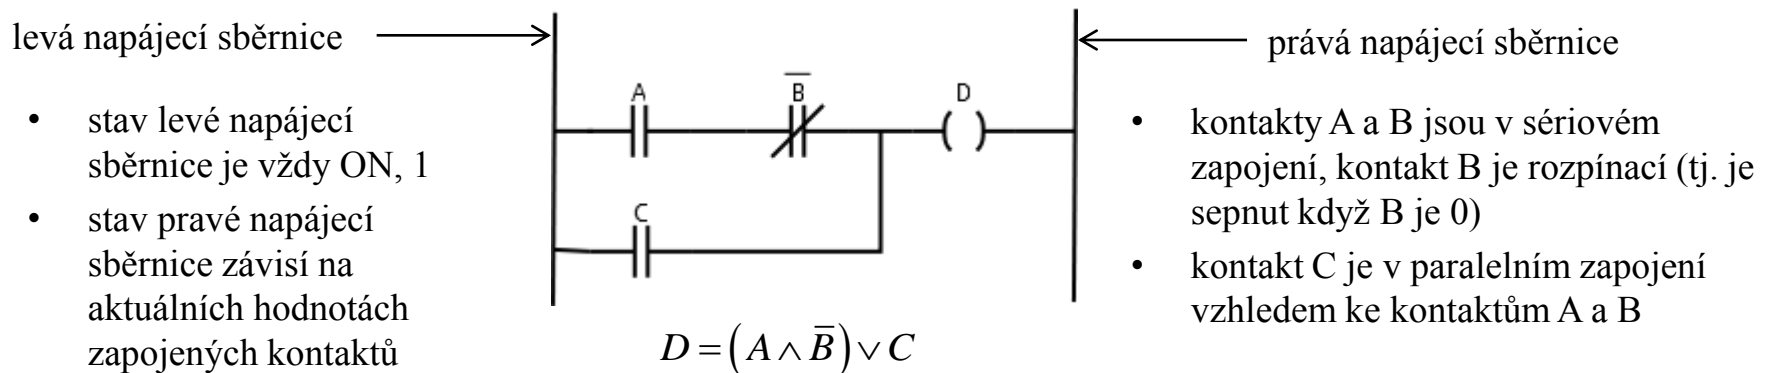 levá napájecí sběrnice
• stav levé napájecí
sběrnice je vždy ON, 1
• stav pravé napájecí
sběrnice závisí na
aktuálních hodnotách
zapojených kontaktů
A
B̅
D
C
D = (A ∧ B̅) ∨ C
prává napájecí sběrnice
• kontakty A a B jsou v sériovém
zapojení, kontakt B je rozpínací (tj. je
sepnut když B je 0)
• kontakt C je v paralelním zapojení
vzhledem ke kontaktům A a B